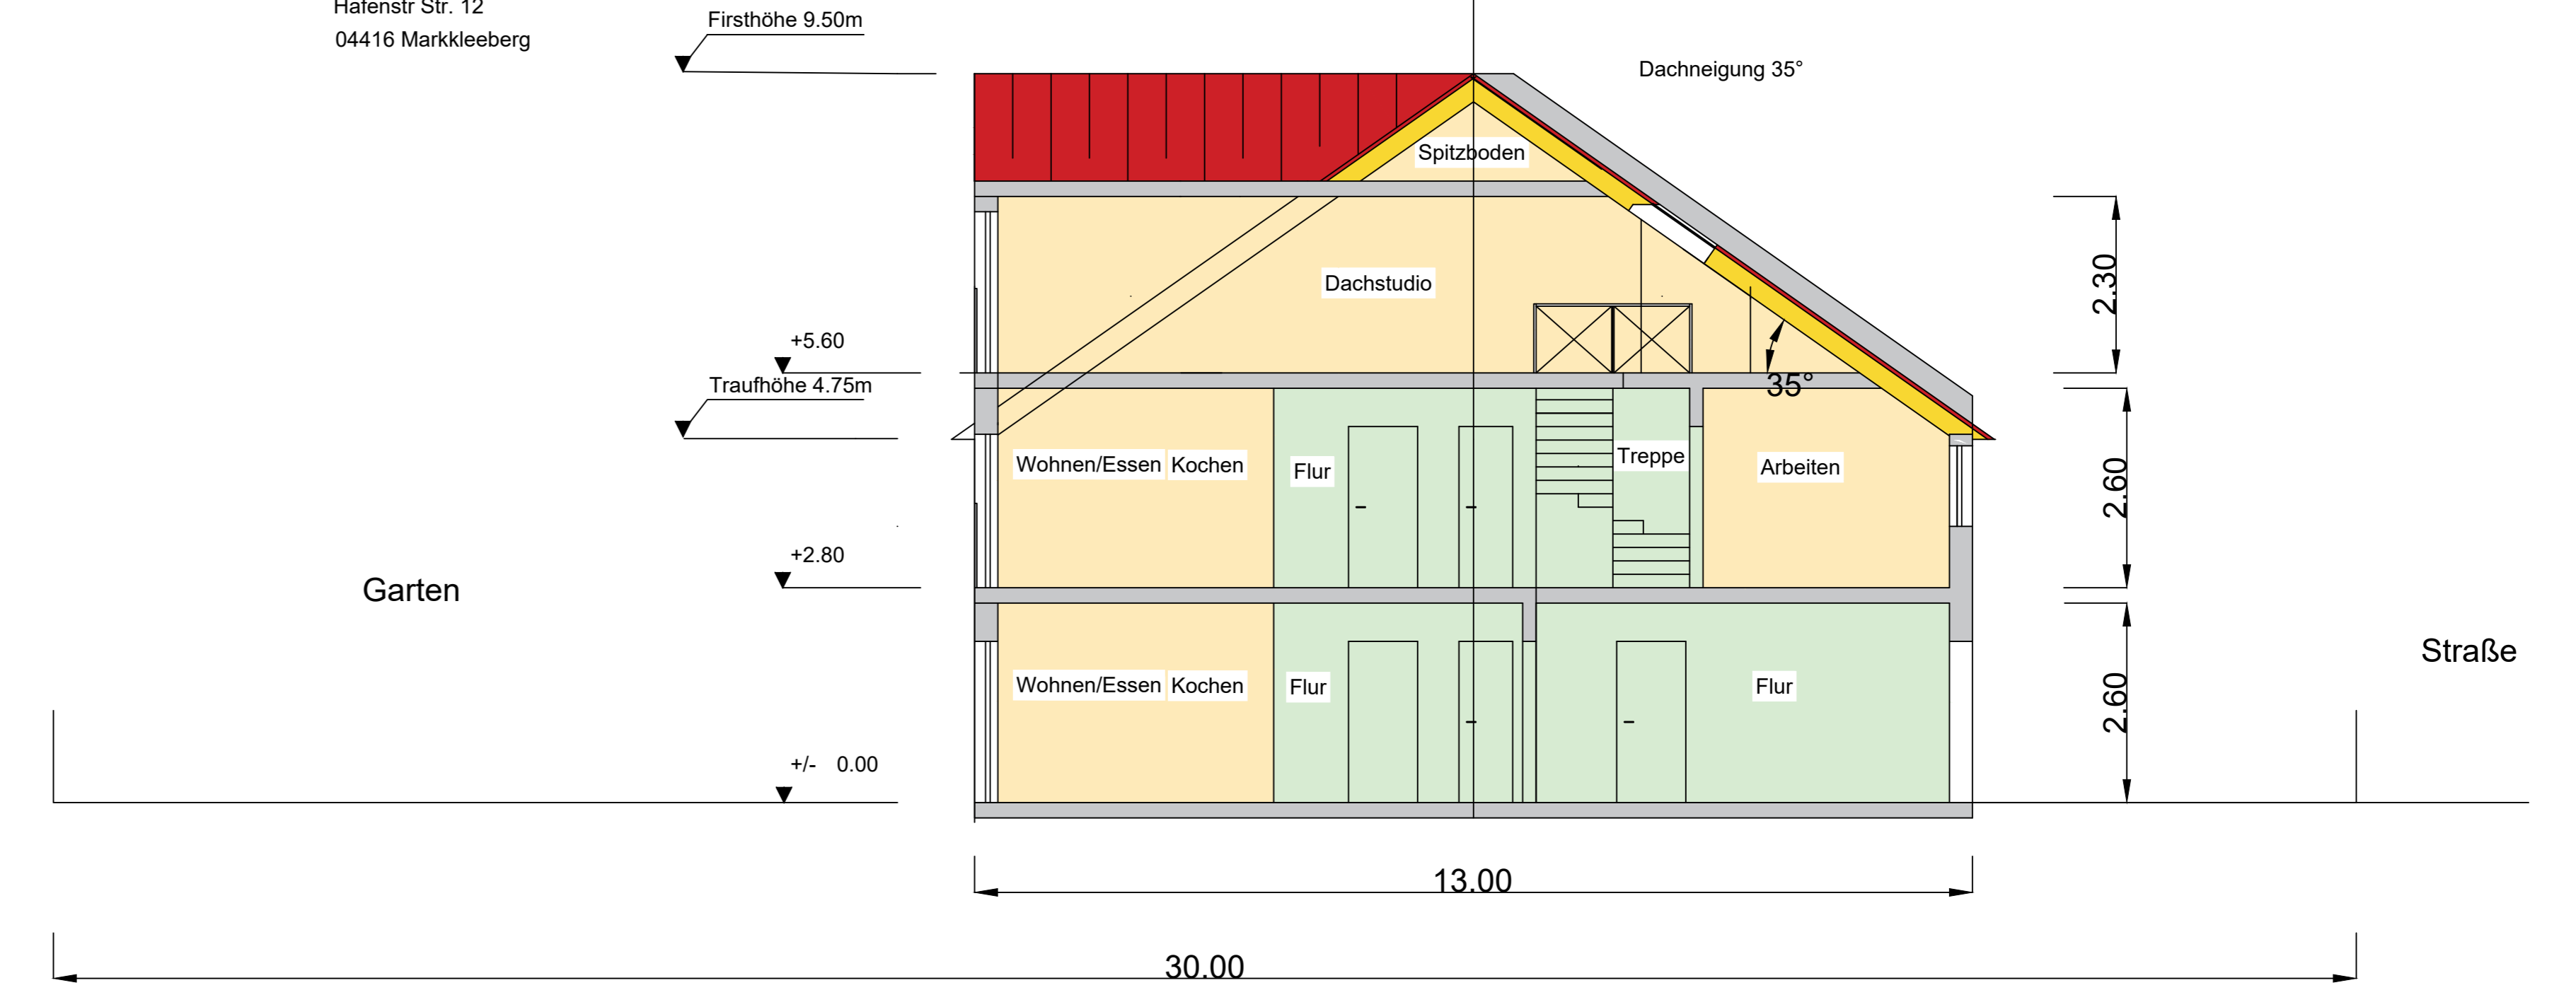 Hafenstr Str. 12
04416 Markkleeberg
Firsthöhe 9.50m
Dachneigung 35°
Spitzboden
Dachstudio
2.30
+5.60
Traufhöhe 4.75m
35°
Wohnen/Essen Kochen
Flur
Treppe
Arbeiten
2.60
+2.80
Garten
Straße
Wohnen/Essen Kochen
Flur
Flur
2.60
+/- 0.00
13.00
30.00